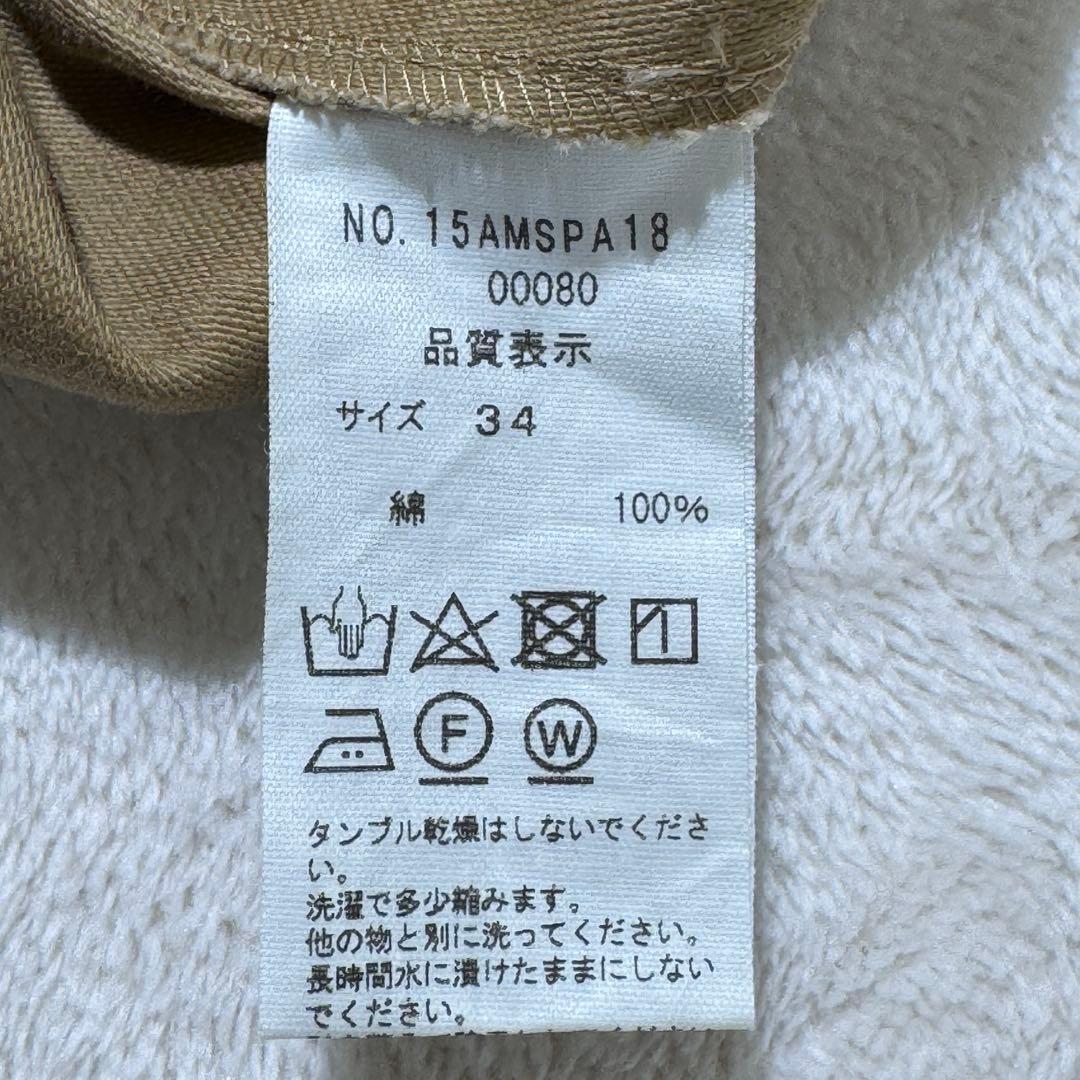 NO. 15AMSPA18
00080
品質表示
サイズ 34
綿 100%
F W
タンブル乾燥はしないでくださ
い。
洗濯で多少縮みます。
他の物と別に洗ってください。
長時間水に漬けたままにしない
でください。